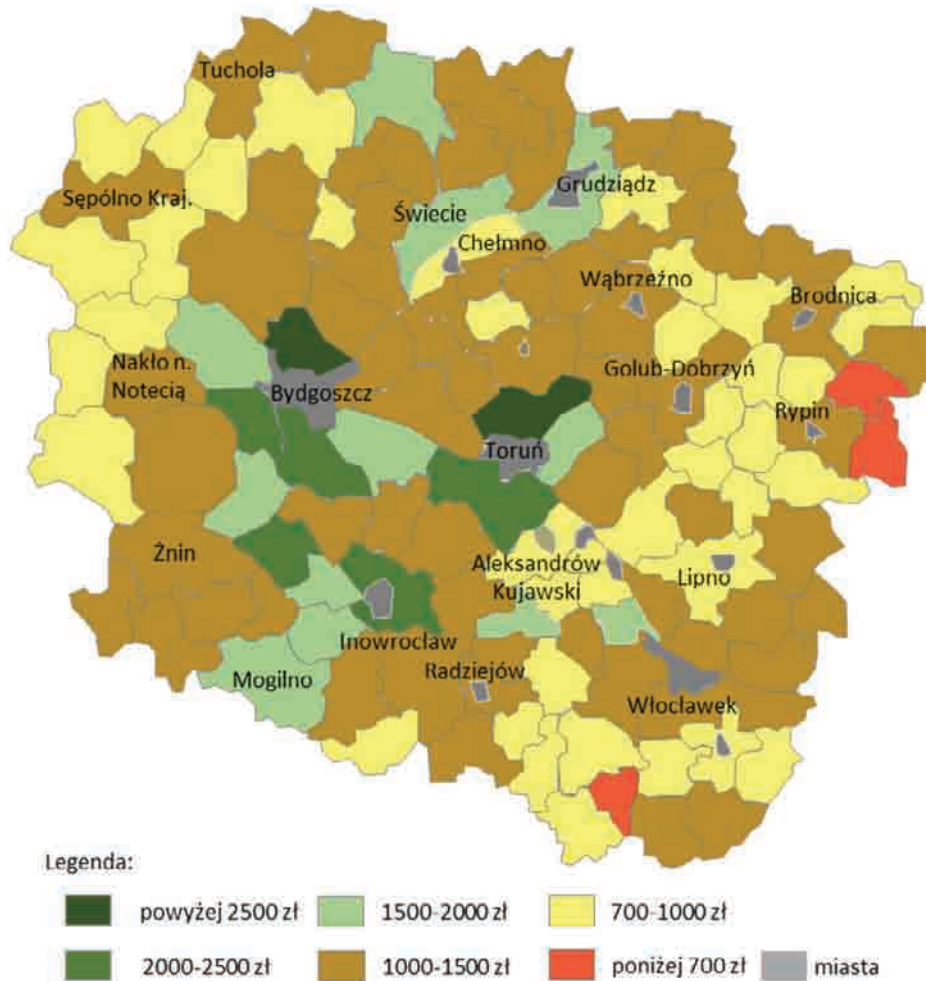 Tuchola
Sępólno Kraj.
Grudziądz
Świecie
Chełmno
Wąbrzeźno
Brodnica
Nakło n.
Notecią
Bydgoszcz
Golub-Dobrzyń
Rypin
Toruń
Żnin
Aleksandrów
Kujawski
Lipno
Inowrocław
Mogilno
Radziejów
Włocławek
Legenda:
powyżej 2500 zł
1500-2000 zł
700-1000 zł
2000-2500 zł
1000-1500 zł
poniżej 700 zł
miasta